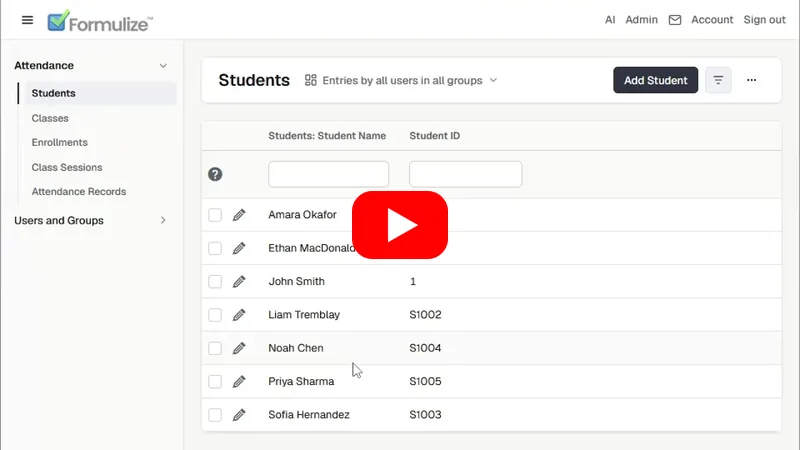 Formulize™
AI Admin Account Sign out
Attendance
Students
Classes
Enrollments
Class Sessions
Attendance Records
Users and Groups
Students Entries by all users in all groups Add Student ...
Students: Student Name Student ID
?
Amara Okafor
Ethan MacDonald
John Smith 1
Liam Tremblay S1002
Noah Chen S1004
Priya Sharma S1005
Sofia Hernandez S1003